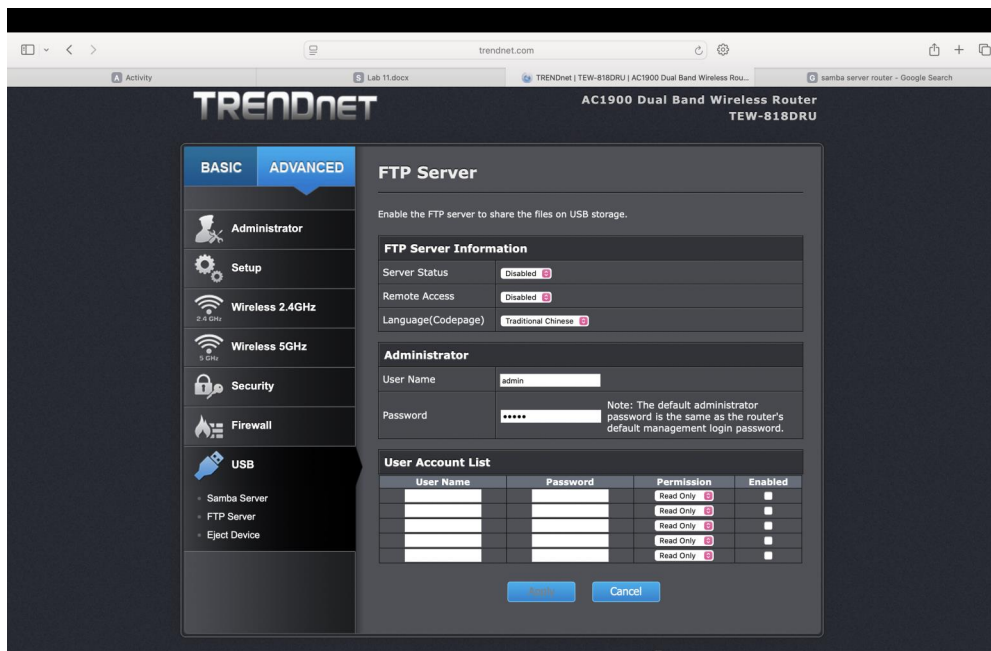 trendnet.com
Activity
Lab 11.docx
TRENDnet | TEW-818DRU | AC1900 Dual Band Wireless Rou...
samba server router - Google Search
TRENDNET
AC1900 Dual Band Wireless Router
TEW-818DRU
BASIC
ADVANCED
Administrator
Setup
2.4 GHz
Wireless 2.4GHz
5 GHz
Wireless 5GHz
Security
Firewall
USB
Samba Server
FTP Server
Eject Device
FTP Server
Enable the FTP server to share the files on USB storage.
FTP Server Information
Server Status Disabled
Remote Access Disabled
Language(Codepage) Traditional Chinese
Administrator
User Name admin
Password •••••
Note: The default administrator
password is the same as the router's
default management login password.
User Account List
User Name Password Permission Enabled
Read Only
Read Only
Read Only
Read Only
Read Only
Apply Cancel